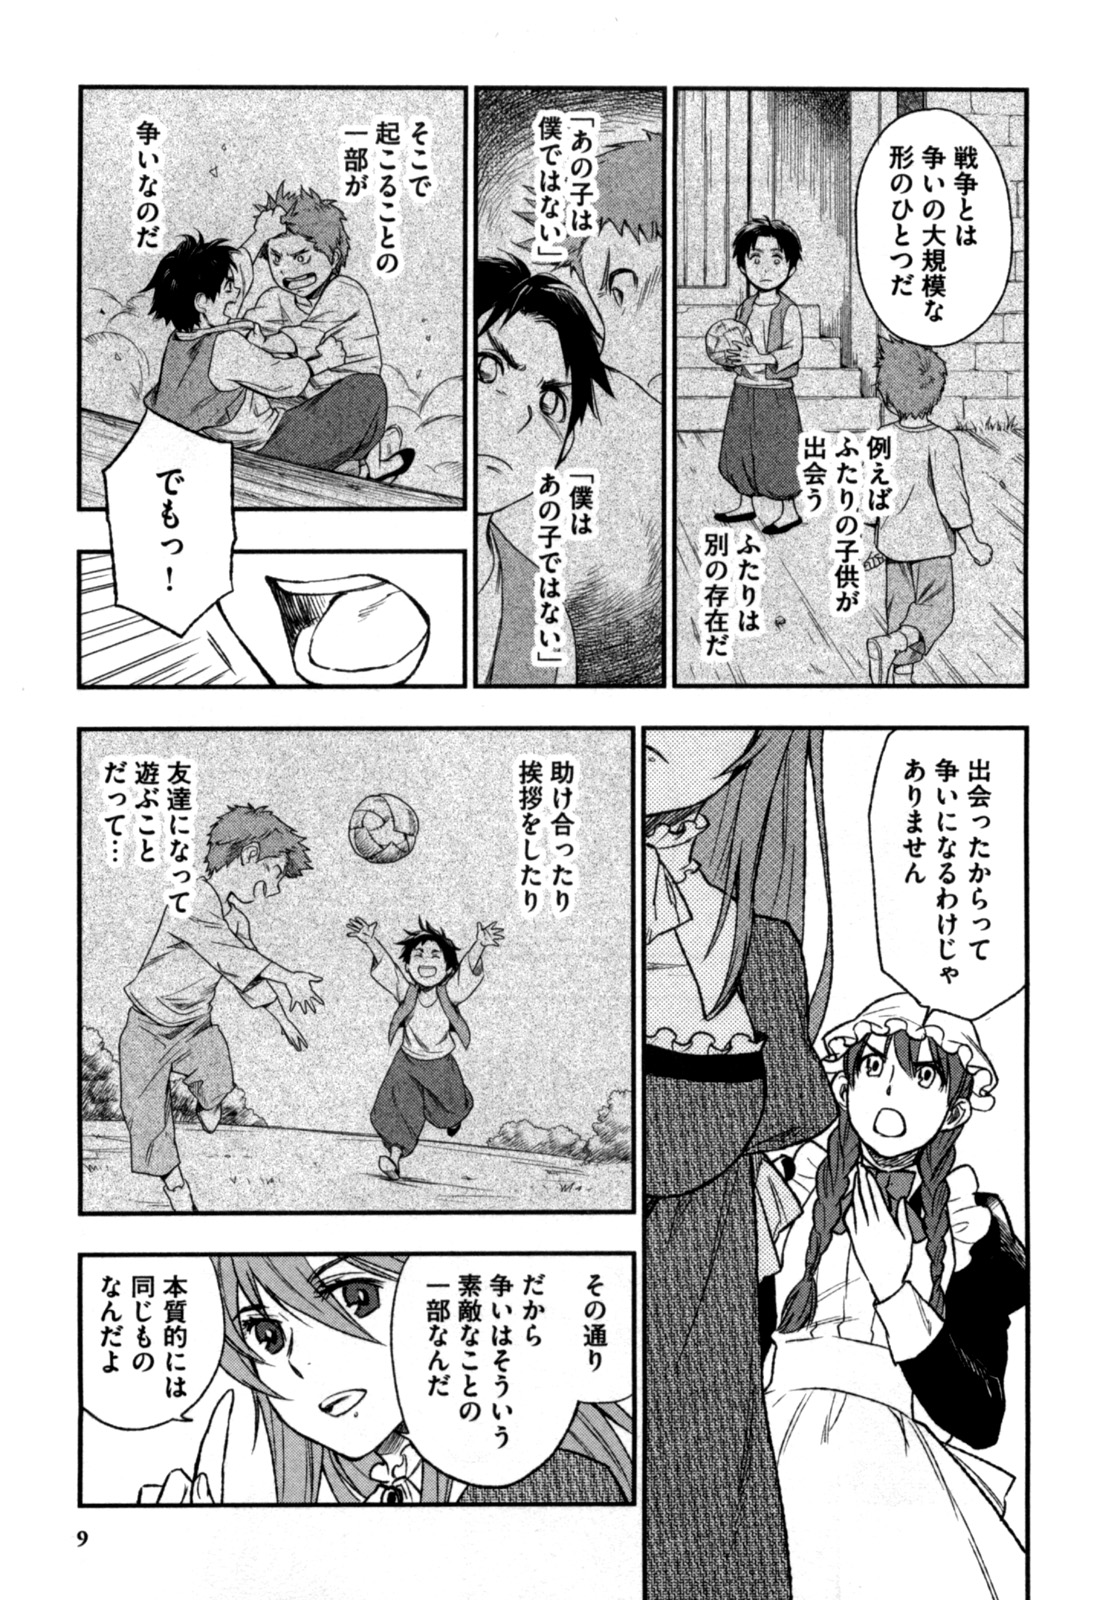 戦争とは
争いの大規模な
形のひとつだ
例えば
ふたりの子供が
出会う
ふたりは
別の存在だ
「あの子は
僕ではない」
「僕は
あの子ではない」
そこで
起こることの
一部が
争いなのだ
でもっ！
出会ったからって
争いになるわけじゃ
ありません
助け合ったり
挨拶をしたり
友達になって
遊ぶこと
だって…
その通り
だから
争いはそういう
素敵なことの
一部なんだ
本質的には
同じもの
なんだよ
9